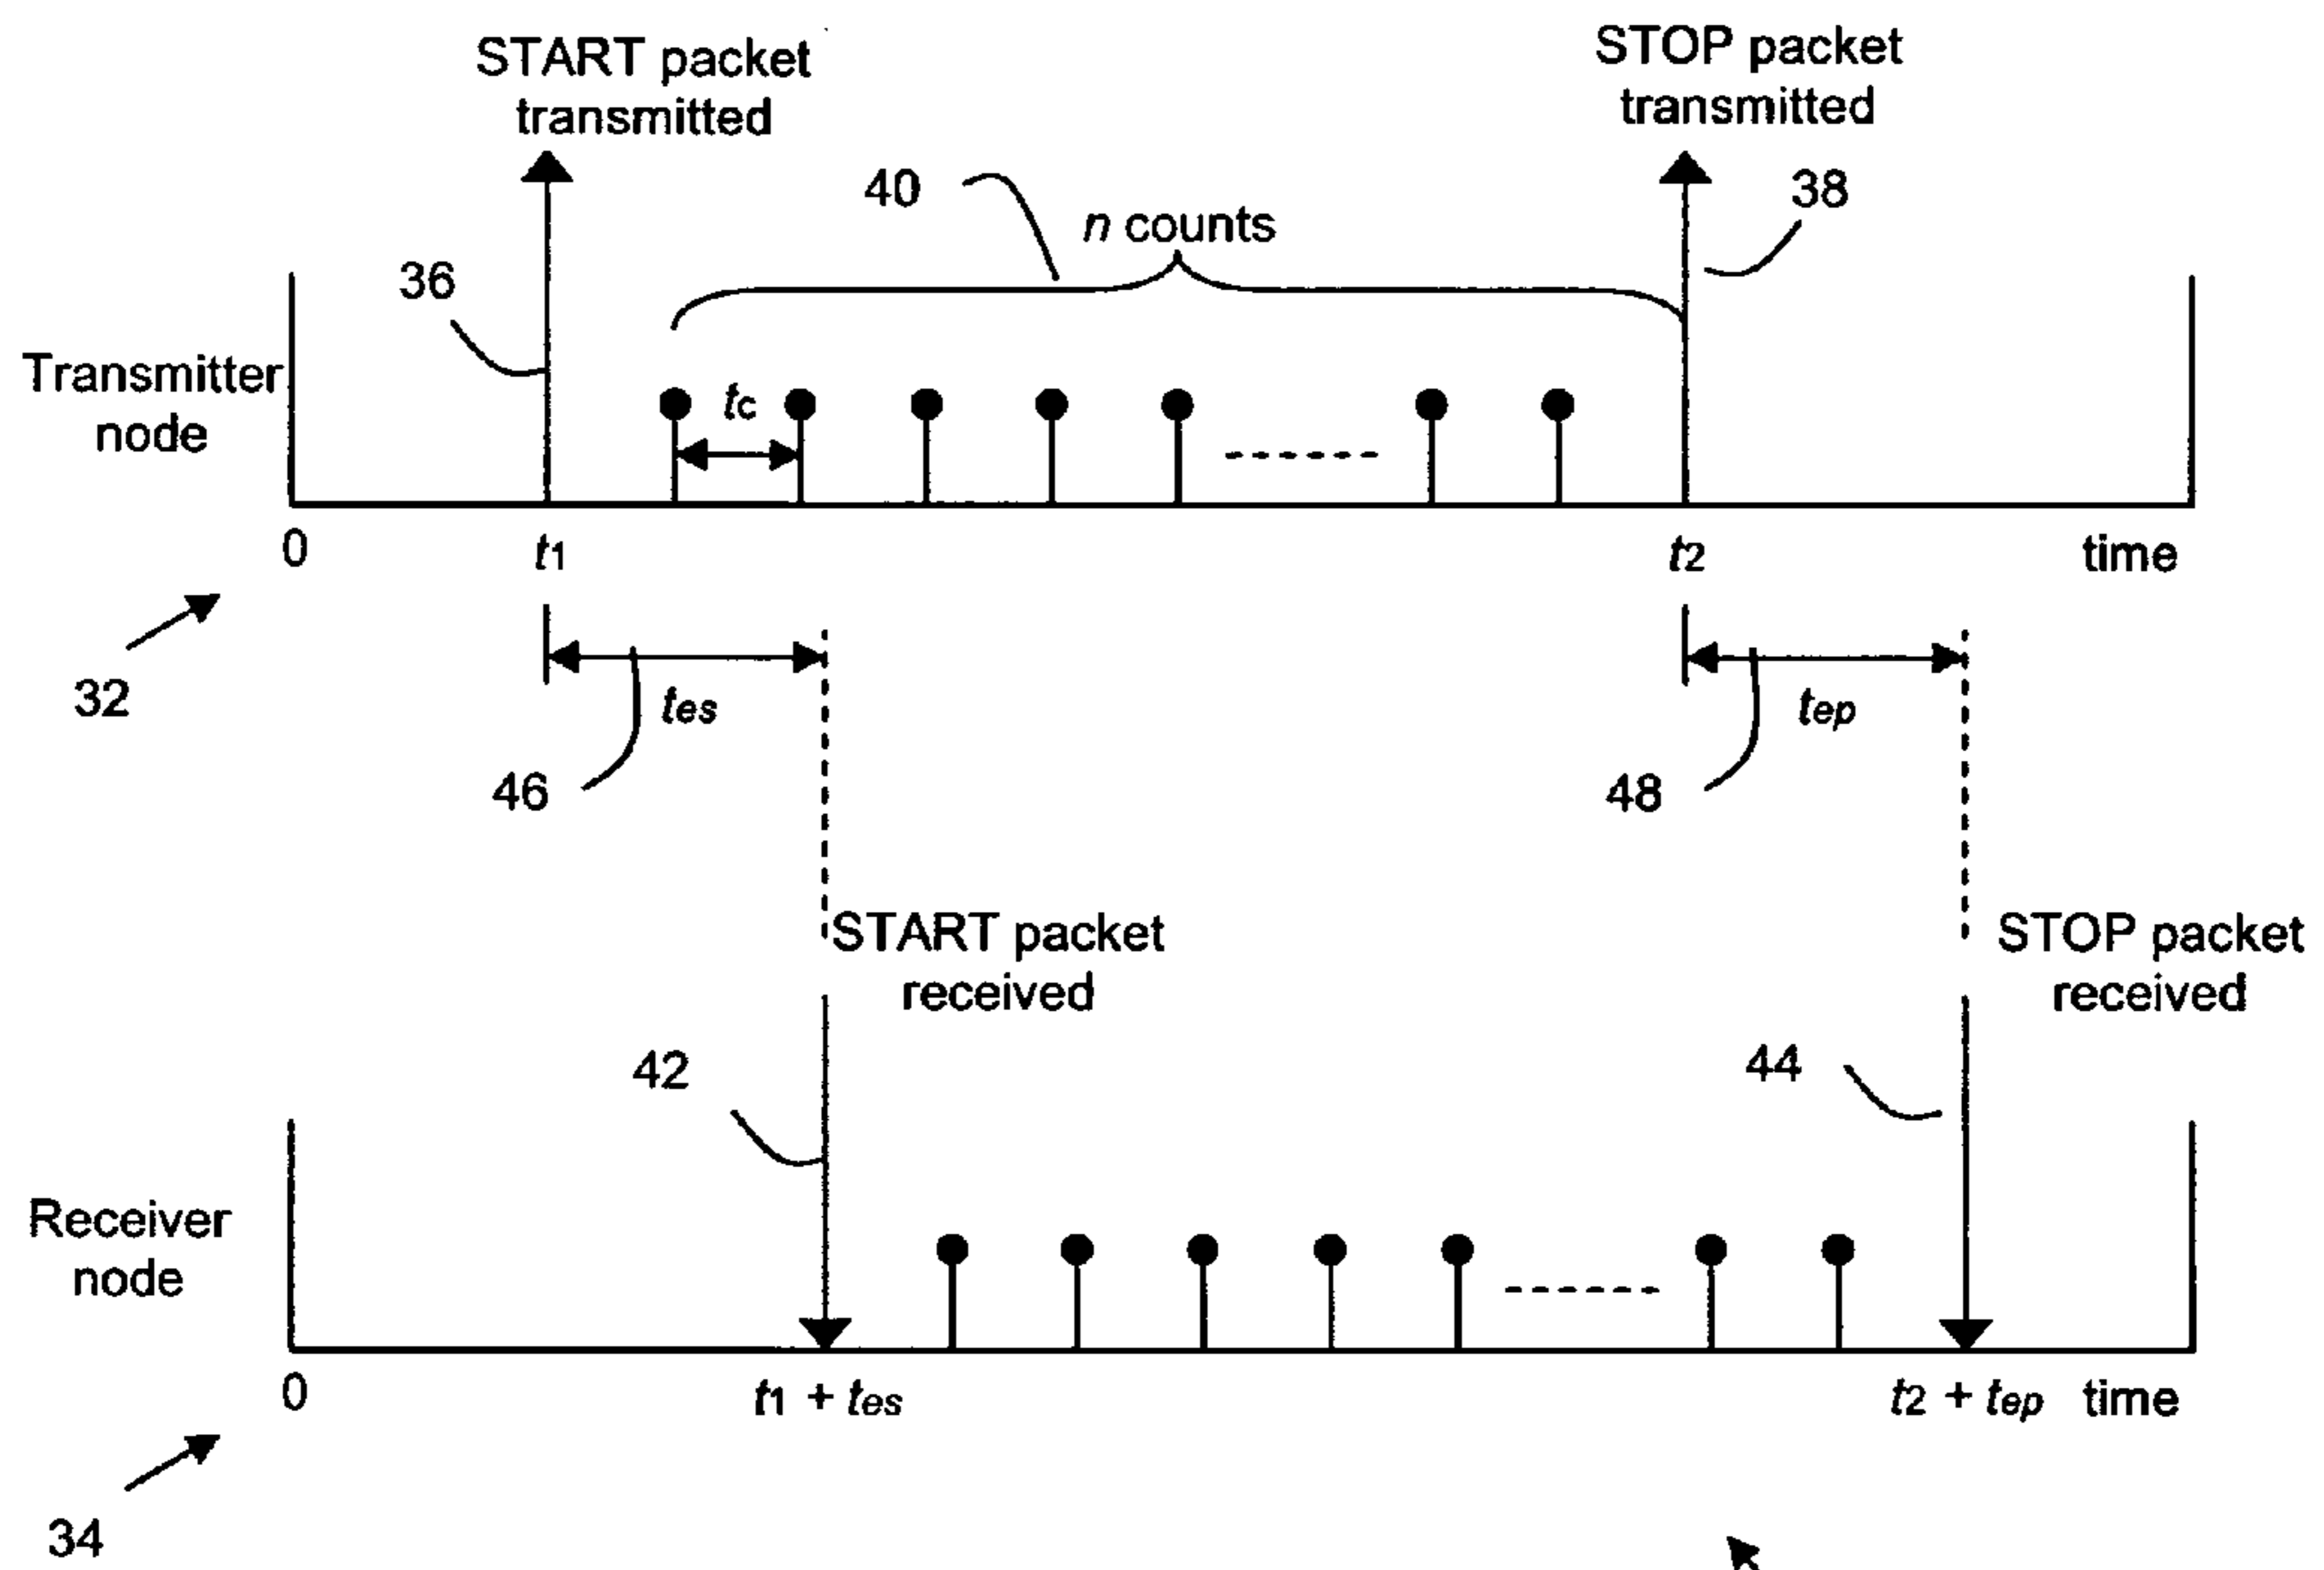 START packet
transmitted
STOP packet
transmitted
40
38
n counts
36
Transmitter
node
tc
0
t1
t2
time
32
tes
tep
46
48
START packet
received
STOP packet
received
42
44
Receiver
node
0
t1 + tes
t2 + tep
time
34